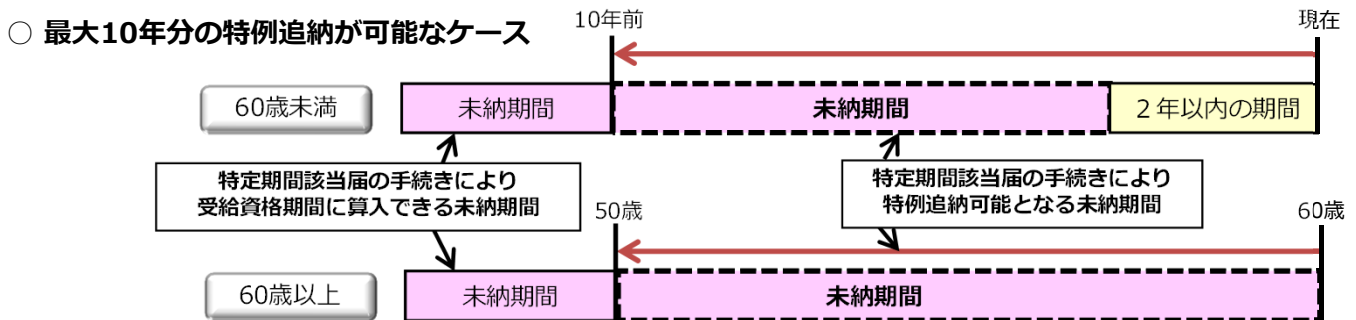 ○ 最大10年分の特例追納が可能なケース
10年前
現在
60歳未満
未納期間
未納期間
２年以内の期間
特定期間該当届の手続きにより
受給資格期間に算入できる未納期間
特定期間該当届の手続きにより
特例追納可能となる未納期間
50歳
60歳
60歳以上
未納期間
未納期間